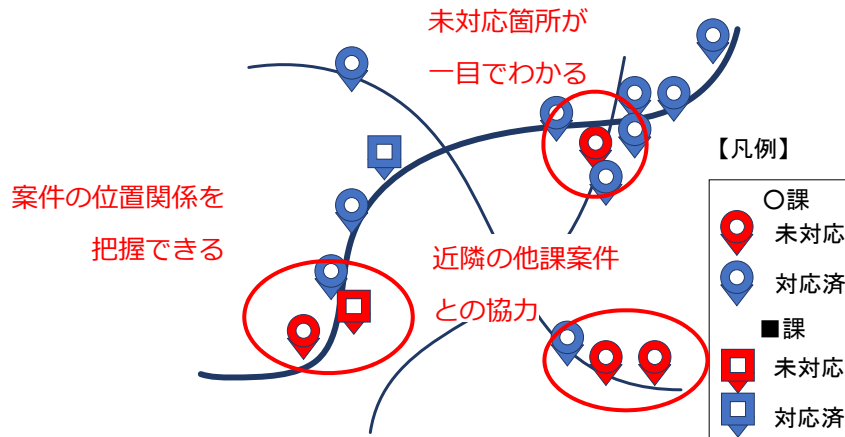 未対応箇所が
一目でわかる
案件の位置関係を
把握できる
近隣の他課案件
との協力
【凡例】
〇課
未対応
対応済
■課
未対応
対応済